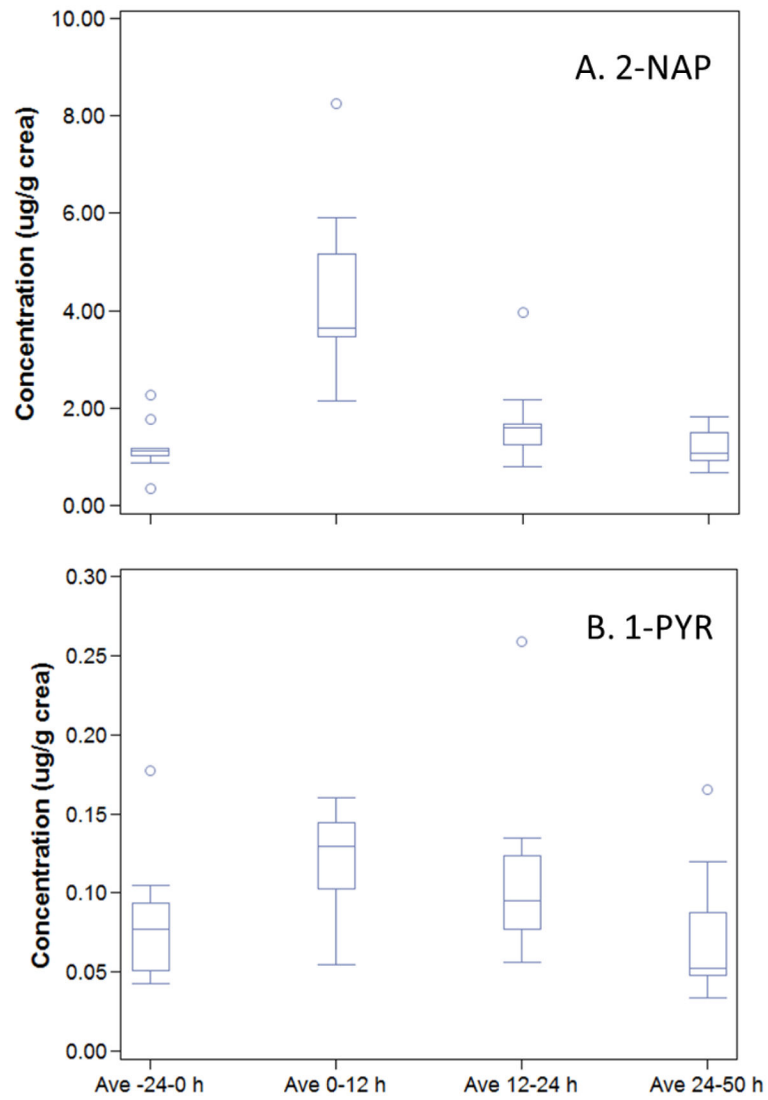 10.00
A. 2-NAP
8.00
6.00
4.00
2.00
0.00
Concentration (ug/g crea)
0.30
B. 1-PYR
0.25
0.20
0.15
0.10
0.05
0.00
Concentration (ug/g crea)
Ave -24-0 h Ave 0-12 h Ave 12-24 h Ave 24-50 h